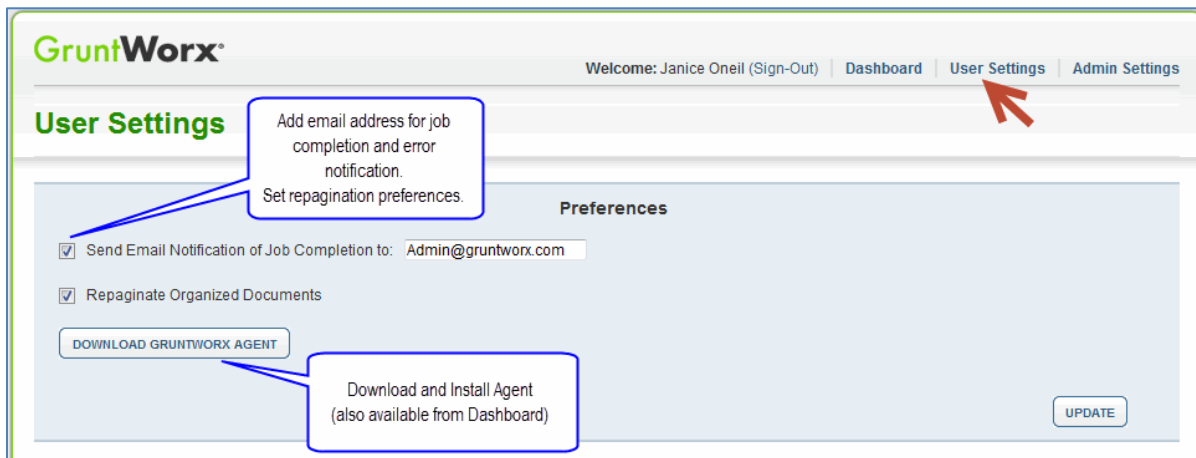 GruntWorx®
Welcome: Janice Oneil (Sign-Out) Dashboard User Settings Admin Settings
User Settings
Add email address for job
completion and error
notification.
Set repagination preferences.
Preferences
Send Email Notification of Job Completion to: Admin@gruntworx.com
Repaginate Organized Documents
DOWNLOAD GRUNTWORX AGENT
Download and Install Agent
(also available from Dashboard)
UPDATE